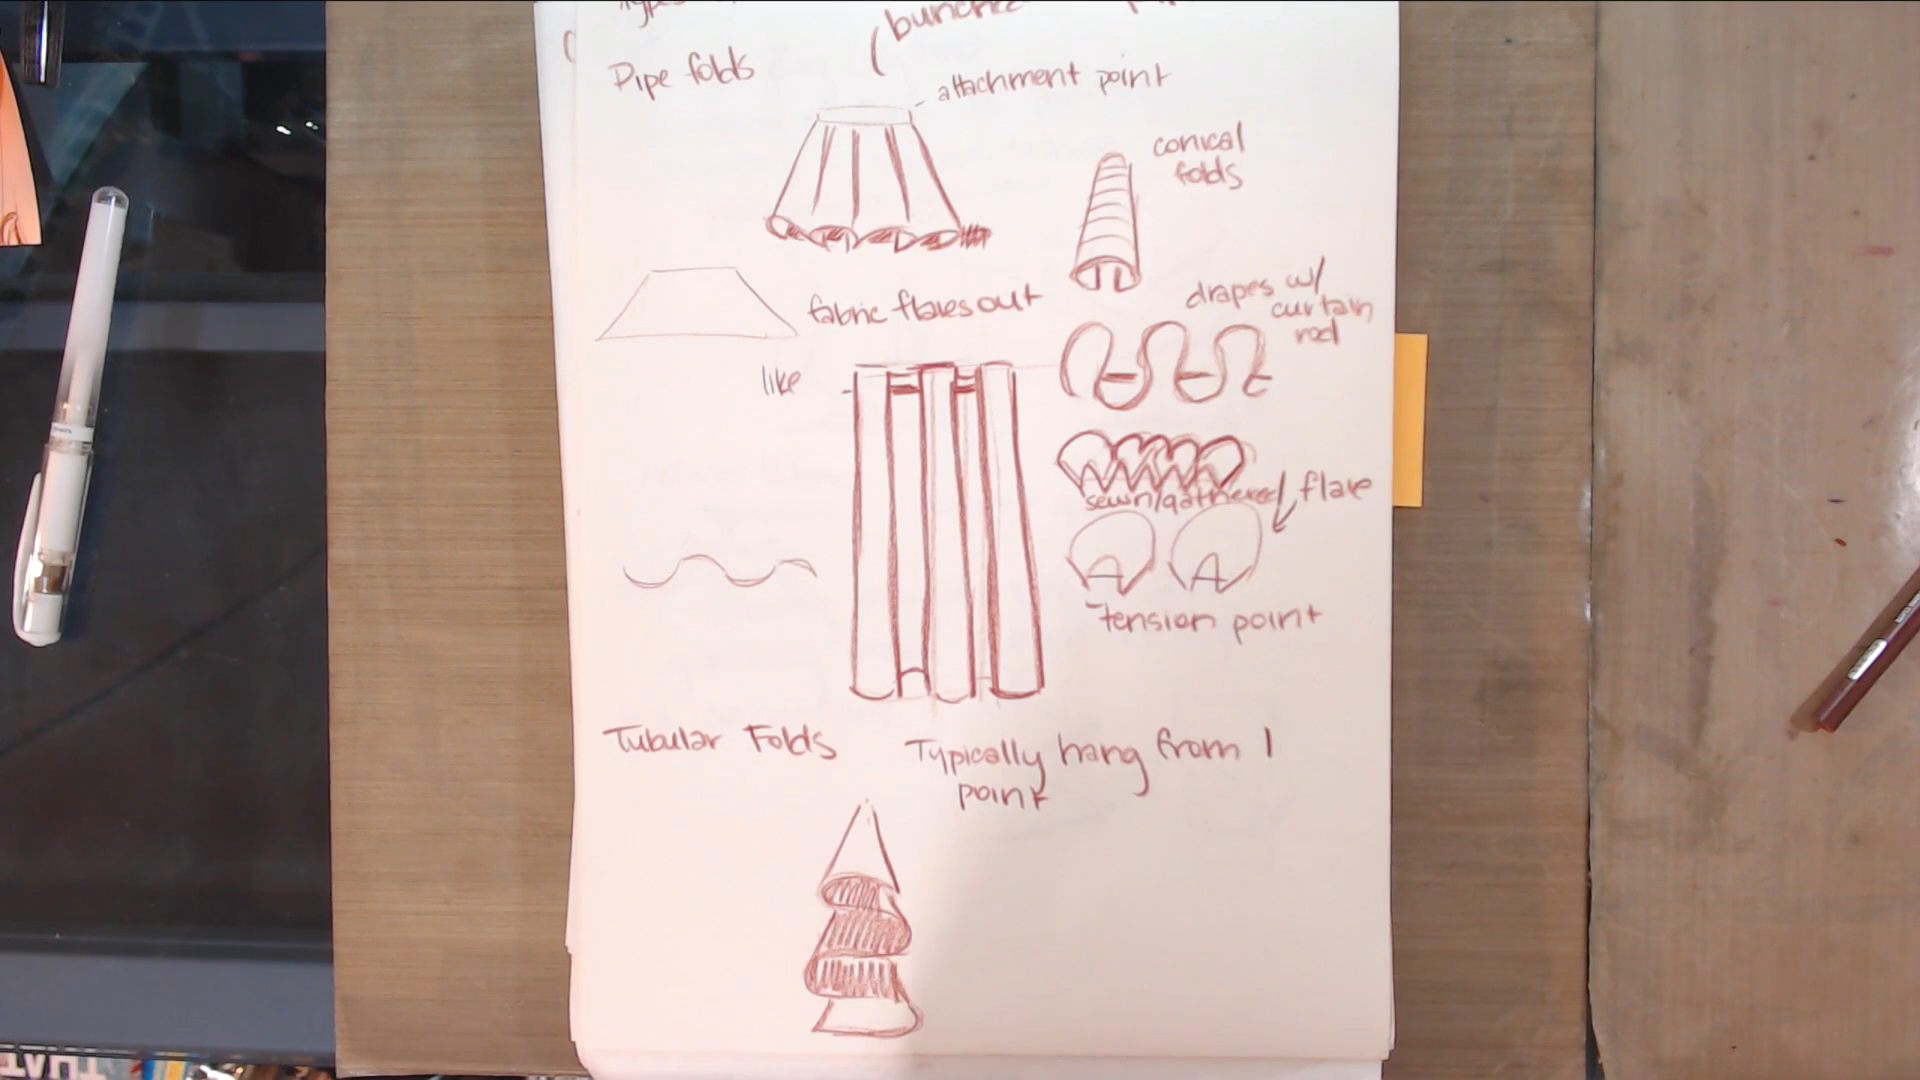 Types
Pipe folds
attachment point
conical
folds
drapes w/
curtain
rod
fabric flares out
like
sewn/gathered
flare
Tension point
Tubular Folds
Typically hang from 1
point